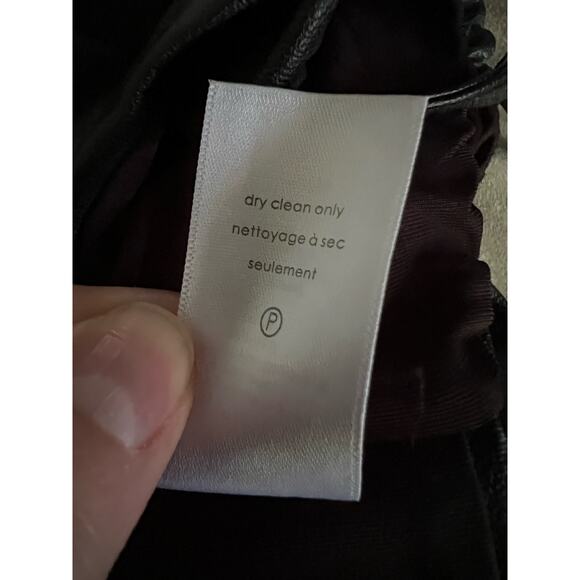 dry clean only
nettoyage à sec
seulement
P